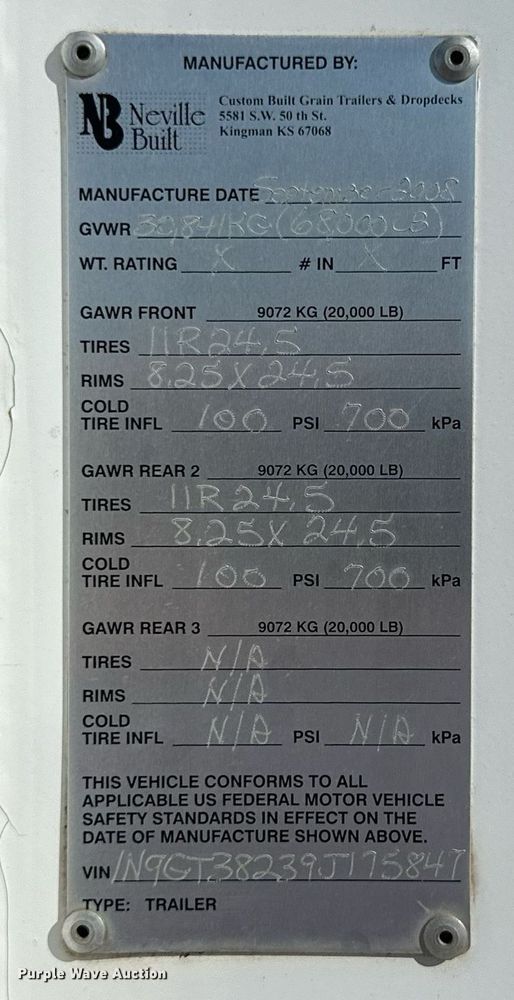 MANUFACTURED BY:
NB Neville Built
Custom Built Grain Trailers & Dropdecks
5581 S.W. 50 th St.
Kingman KS 67068
MANUFACTURE DATE September-2008
GVWR 30,841KG (68,000LB)
WT. RATING X # IN X FT
GAWR FRONT 9072 KG (20,000 LB)
TIRES 11R24.5
RIMS 8.25X24.5
COLD
TIRE INFL 100 PSI 700 kPa
GAWR REAR 2 9072 KG (20,000 LB)
TIRES 11R24.5
RIMS 8.25X24.5
COLD
TIRE INFL 100 PSI 700 kPa
GAWR REAR 3 9072 KG (20,000 LB)
TIRES N/A
RIMS N/A
COLD
TIRE INFL N/A PSI N/A kPa
THIS VEHICLE CONFORMS TO ALL
APPLICABLE US FEDERAL MOTOR VEHICLE
SAFETY STANDARDS IN EFFECT ON THE
DATE OF MANUFACTURE SHOWN ABOVE.
VIN 1N9GT38239J175847
TYPE: TRAILER
Purple Wave Auction